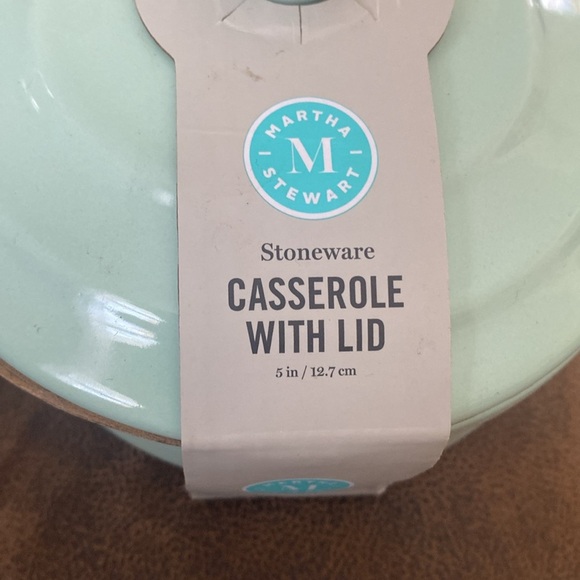 MARTHA
M
STEWART
Stoneware
CASSEROLE
WITH LID
5 in / 12.7 cm
M